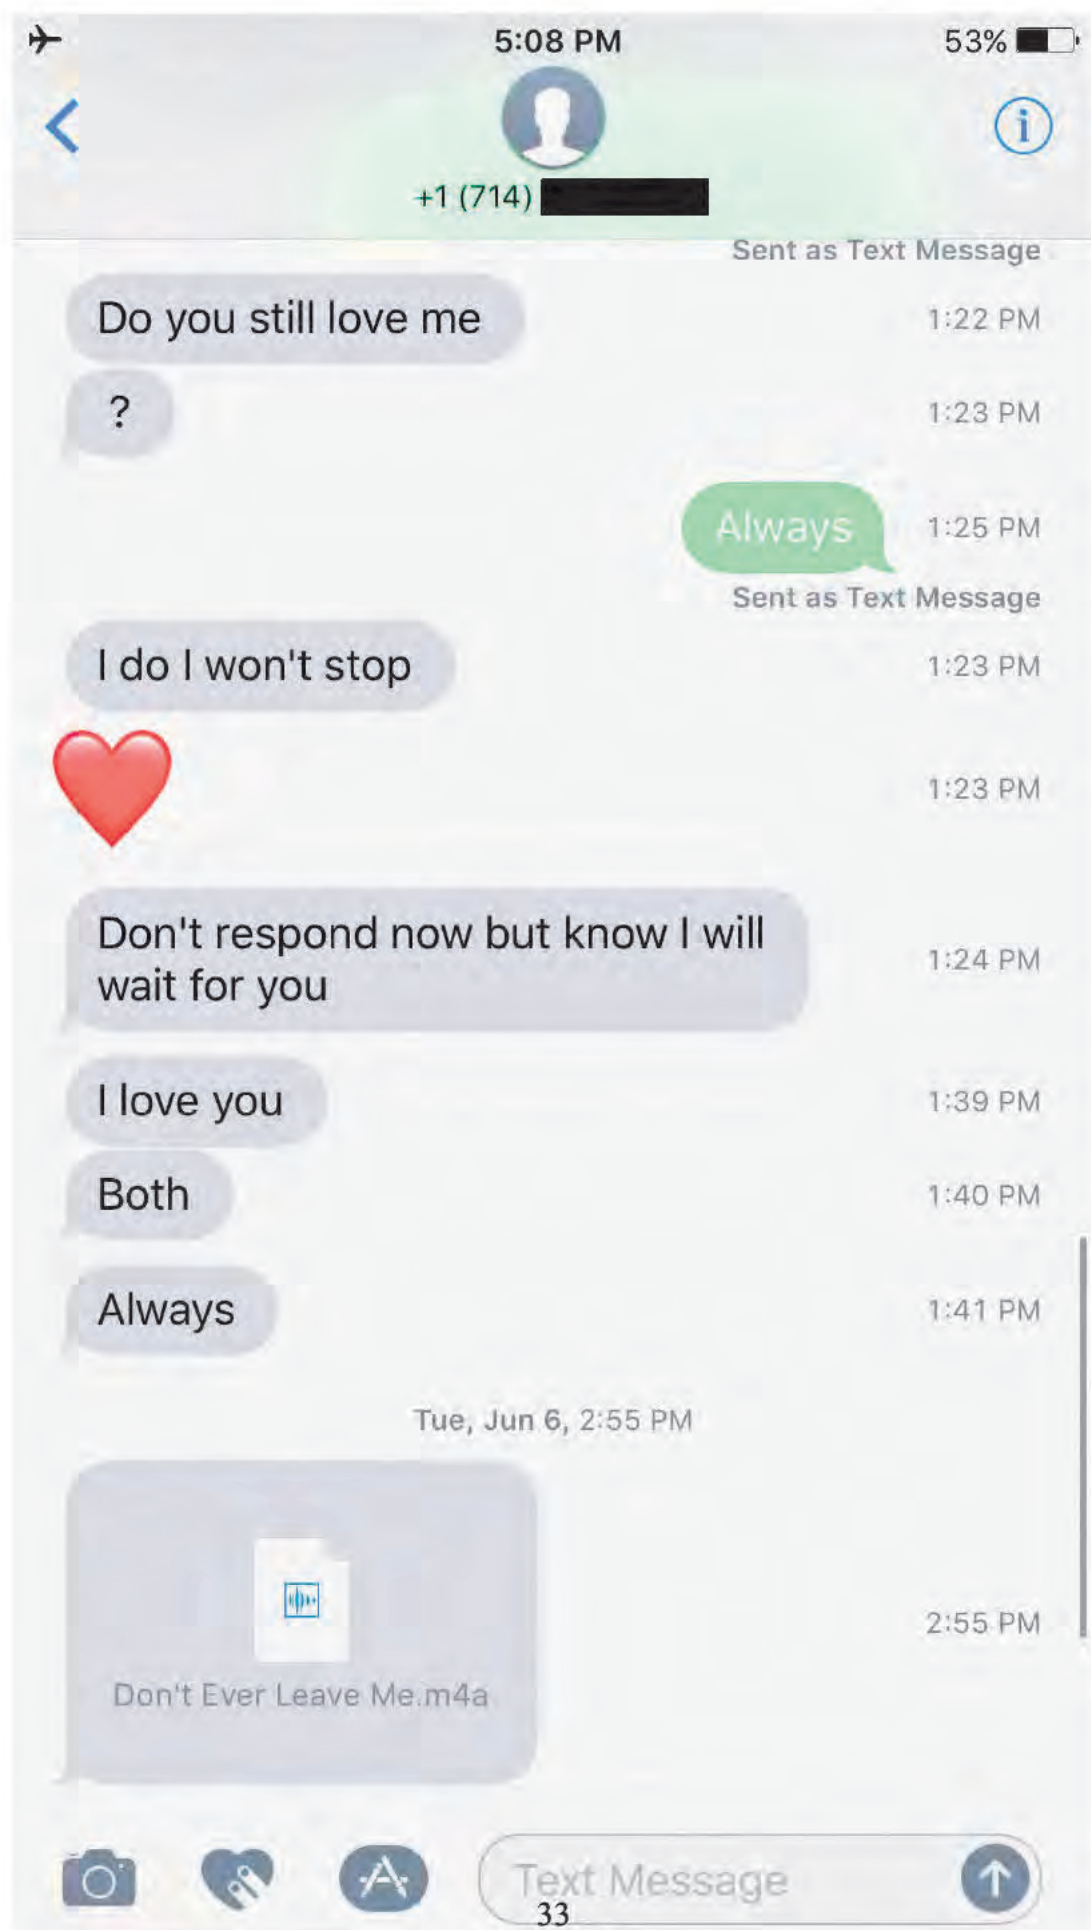 5:08 PM
53%
+1 (714)
Sent as Text Message
Do you still love me
1:22 PM
?
1:23 PM
Always
1:25 PM
Sent as Text Message
I do I won't stop
1:23 PM
1:23 PM
Don't respond now but know I will
wait for you
1:24 PM
I love you
1:39 PM
Both
1:40 PM
Always
1:41 PM
Tue, Jun 6, 2:55 PM
2:55 PM
Don't Ever Leave Me.m4a
Text Message
33